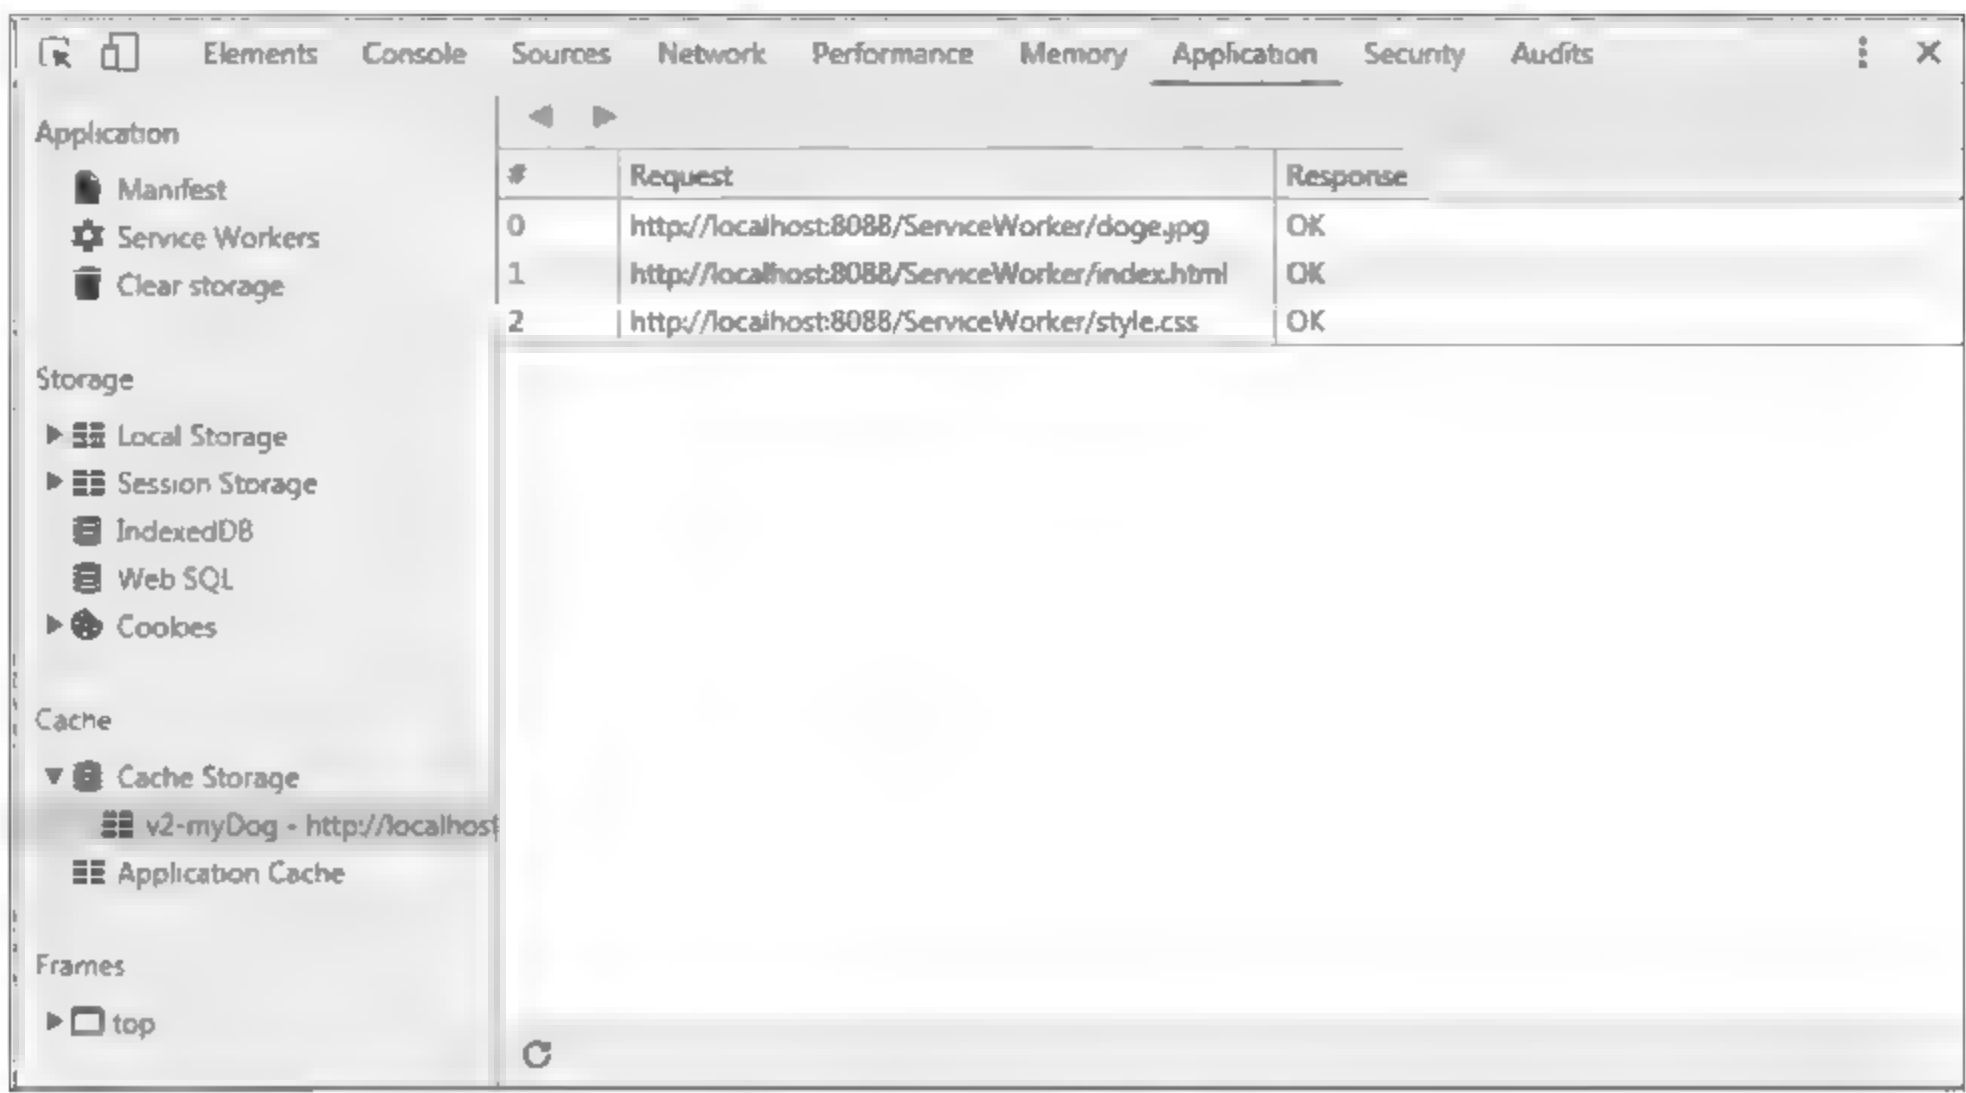 Elements Console Sources Network Performance Memory Application Security Audits
Application
Manifest
Service Workers
Clear storage
Storage
Local Storage
Session Storage
IndexedDB
Web SQL
Cookies
Cache
Cache Storage
v2-myDog - http://localhost
Application Cache
Frames
top
# Request Response
0 http://localhost:8088/ServiceWorker/doge.jpg OK
1 http://localhost:8088/ServiceWorker/index.html OK
2 http://localhost:8088/ServiceWorker/style.css OK